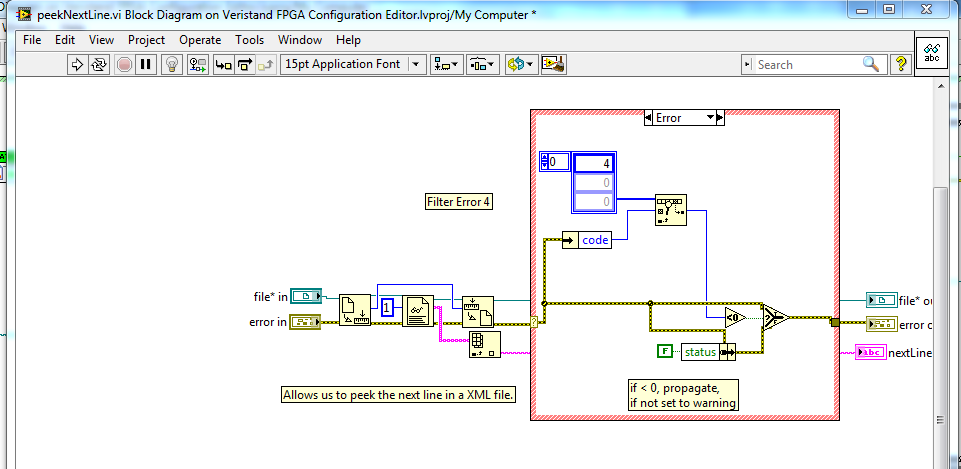 peekNextLine.vi Block Diagram on Veristand FPGA Configuration Editor.lvproj/My Computer *
File Edit View Project Operate Tools Window Help
15pt Application Font
Search
?
abc
Error
0
4
0
0
Filter Error 4
code
file* in
1
error in
?
<0
?
F
status
file* ou
error o
abc
nextLine
Allows us to peek the next line in a XML file.
if < 0, propagate,
if not set to warning